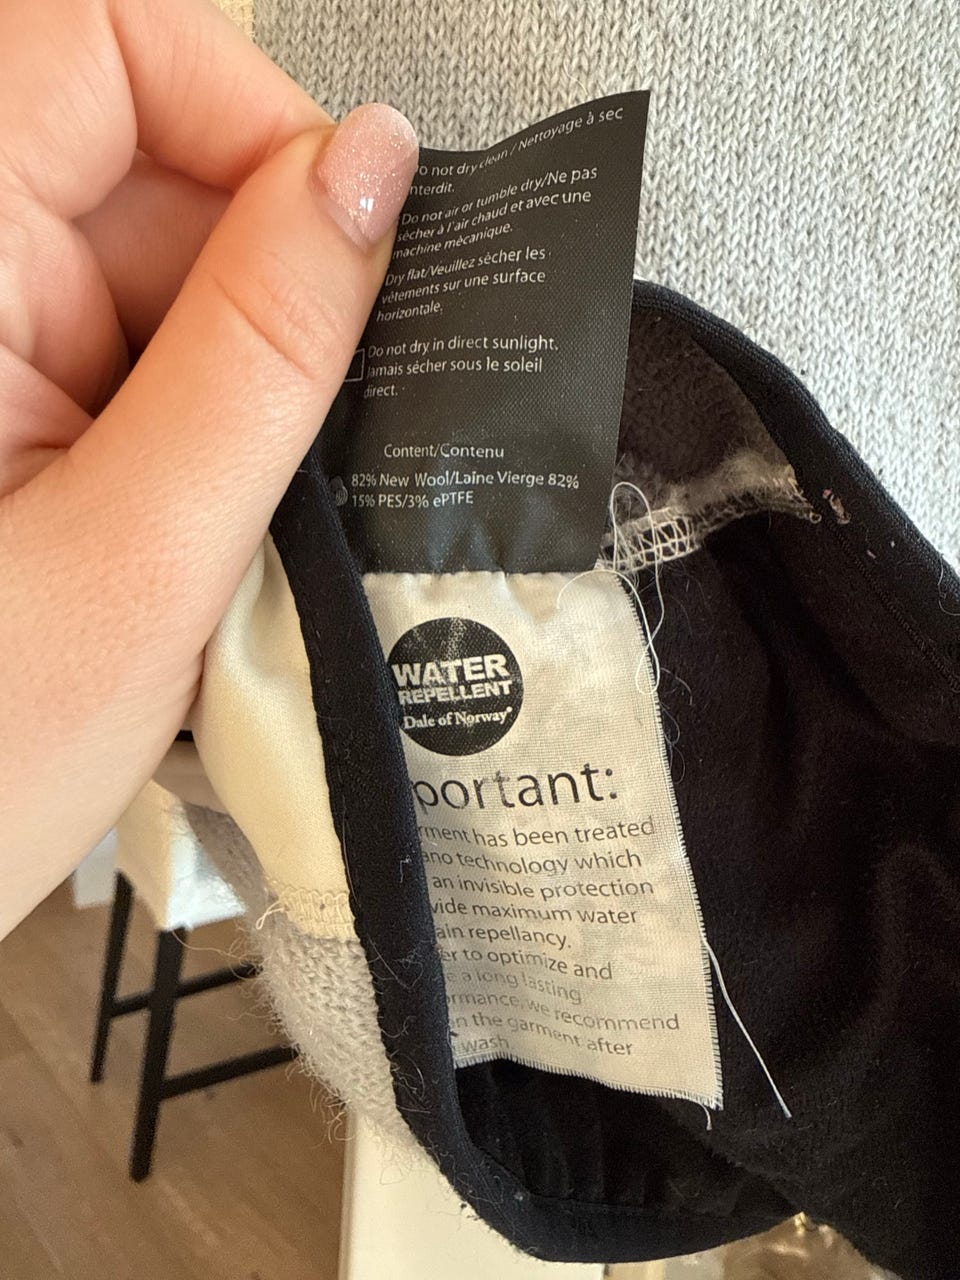 not dry clean / Nettoyage à sec
nterdit.
Do not air or tumble dry/Ne pas
sécher à l'air chaud et avec une
machine mècanique.
Dry flat/Veuillez sècher les
vêtements sur une surface
horizontale.
Do not dry in direct sunlight.
Jamais sécher sous le soleil
direct.
Content/Contenu
82% New Wool/Laine Vierge 82%
15% PES/3% ePTFE
WATER
REPELLENT
Dale of Norway®
portant:
rment has been treated
ano technology which
an invisible protection
vide maximum water
ain repellancy.
er to optimize and
e a long lasting
ormance, we recommend
n the garment after
wash.